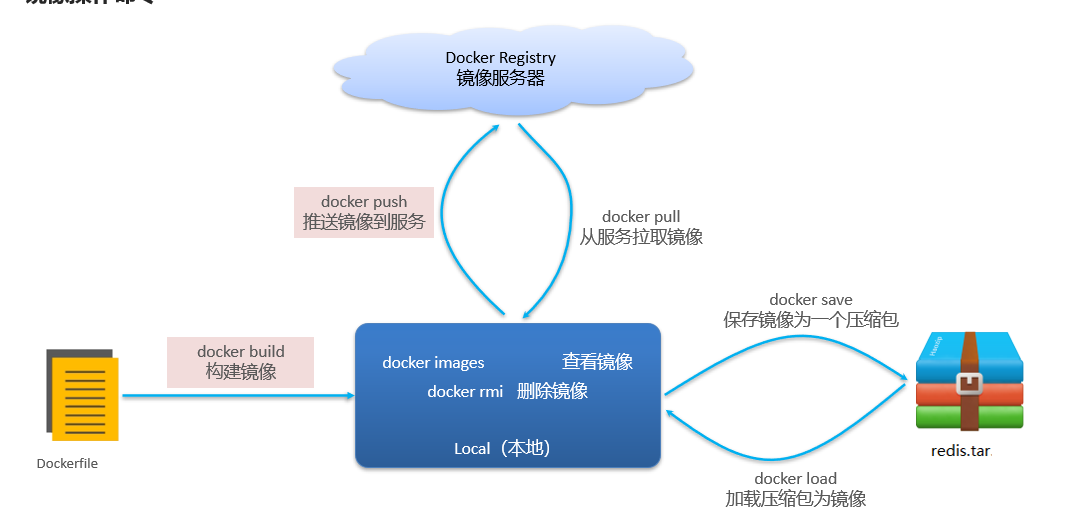 Docker Registry
镜像服务器
docker push
推送镜像到服务
docker pull
从服务拉取镜像
docker save
保存镜像为一个压缩包
docker build
构建镜像
docker images 查看镜像
docker rmi 删除镜像
Local（本地）
Dockerfile
redis.tar
docker load
加载压缩包为镜像